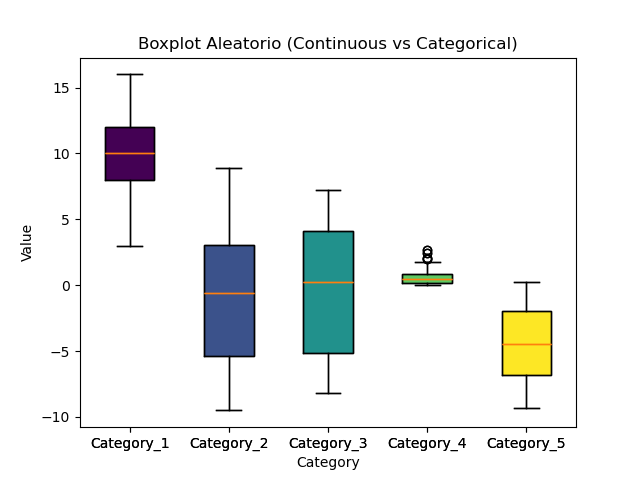 Boxplot Aleatorio (Continuous vs Categorical)
15
10
5
0
−5
−10
Value
Category_1 Category_2 Category_3 Category_4 Category_5
Category